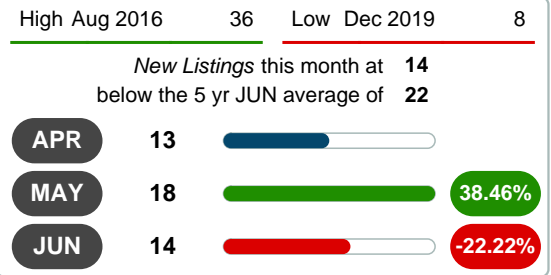 High Aug 2016 36 Low Dec 2019 8
New Listings this month at 14
below the 5 yr JUN average of 22
APR 13
MAY 18 38.46%
JUN 14 -22.22%